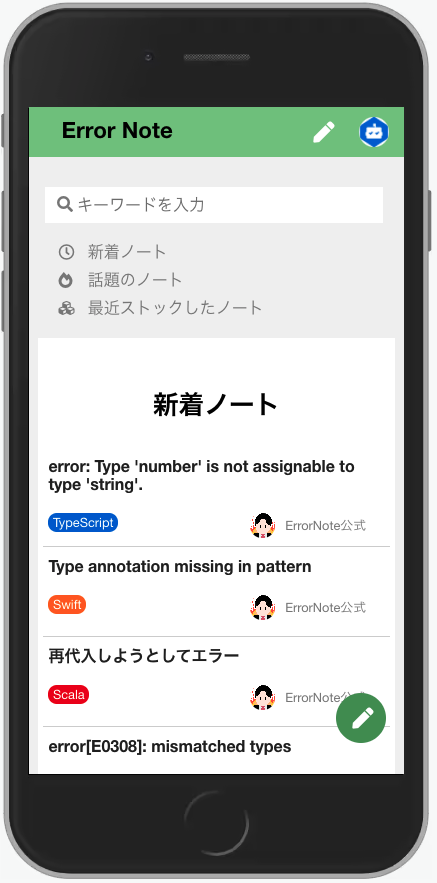 Error Note
キーワードを入力
新着ノート
話題のノート
最近ストックしたノート
新着ノート
error: Type 'number' is not assignable to
type 'string'.
TypeScript
ErrorNote公式
Type annotation missing in pattern
Swift
ErrorNote公式
再代入しようとしてエラー
Scala
ErrorNote公式
error[E0308]: mismatched types